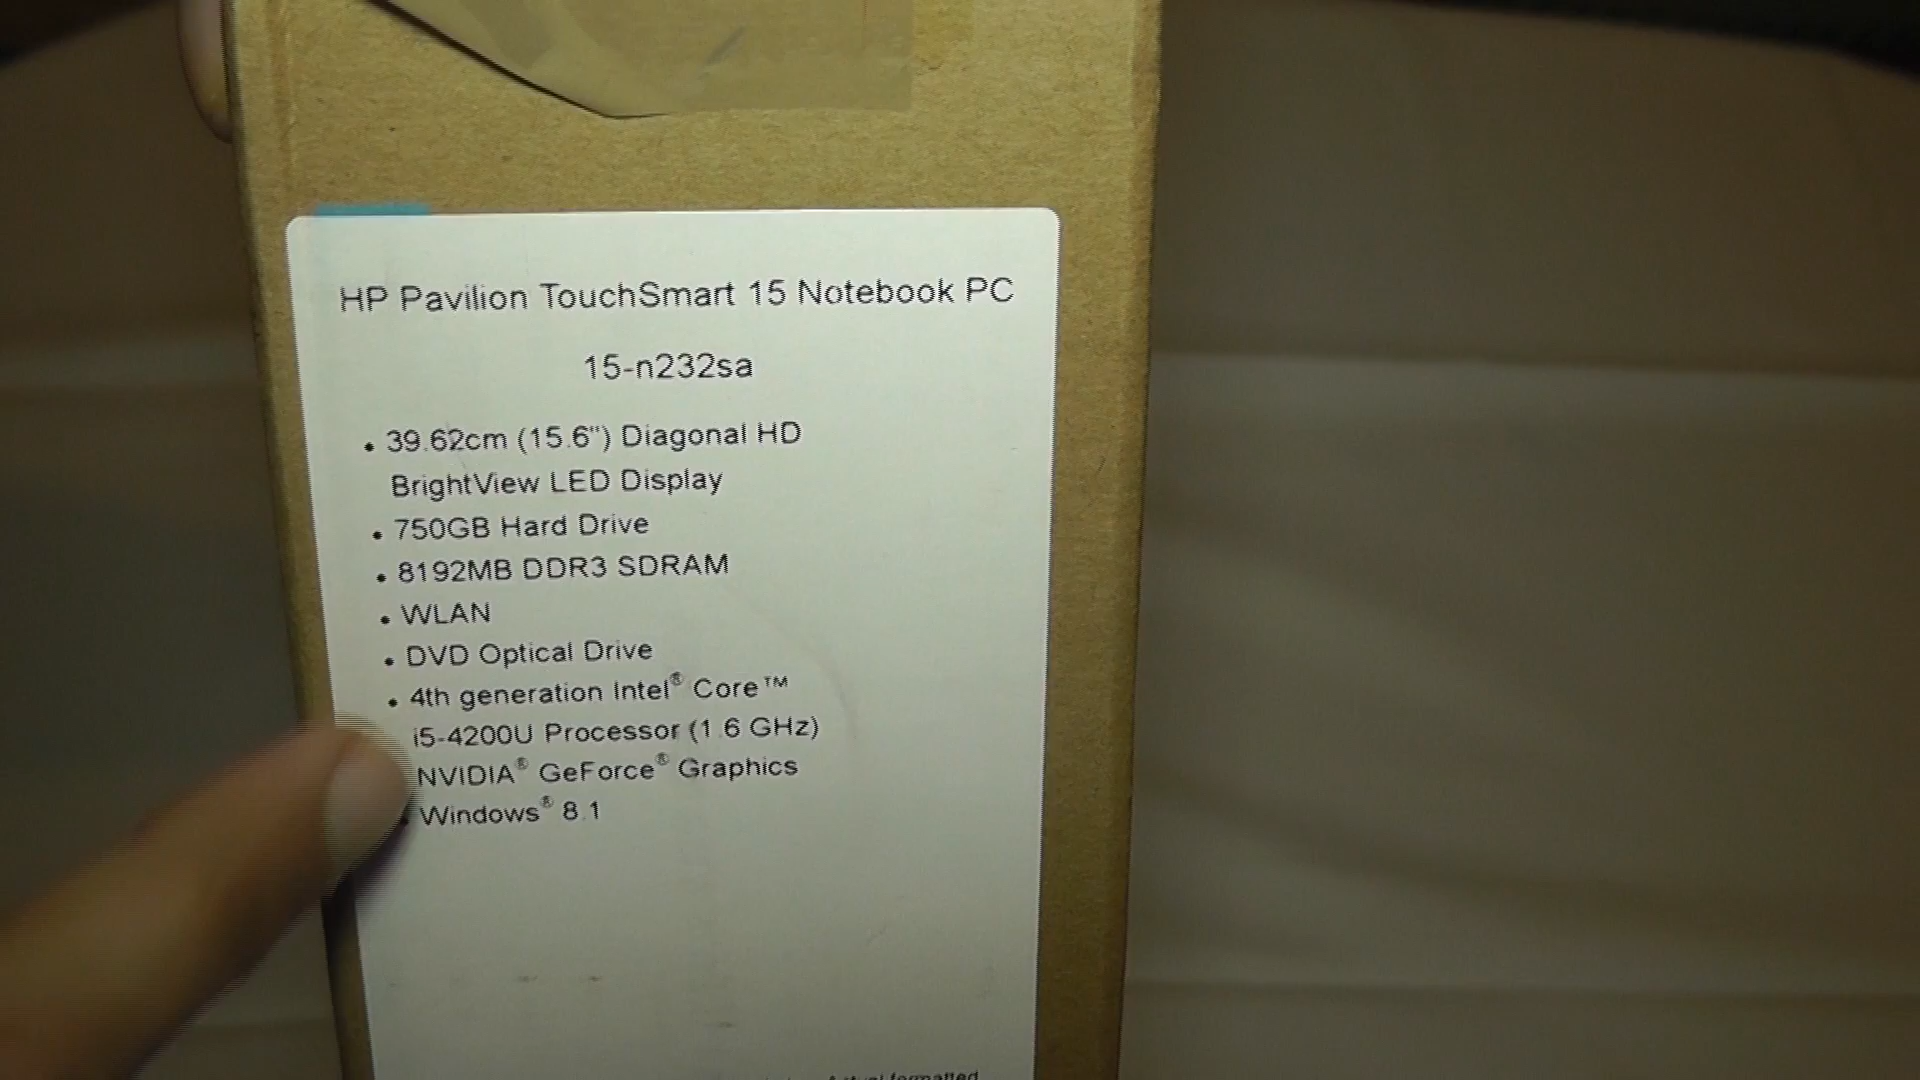 HP Pavilion TouchSmart 15 Notebook PC
15-n232sa
• 39.62cm (15.6") Diagonal HD
BrightView LED Display
• 750GB Hard Drive
• 8192MB DDR3 SDRAM
• WLAN
• DVD Optical Drive
• 4th generation Intel® Core™
i5-4200U Processor (1.6 GHz)
NVIDIA® GeForce® Graphics
• Windows® 8.1
Actual formatted